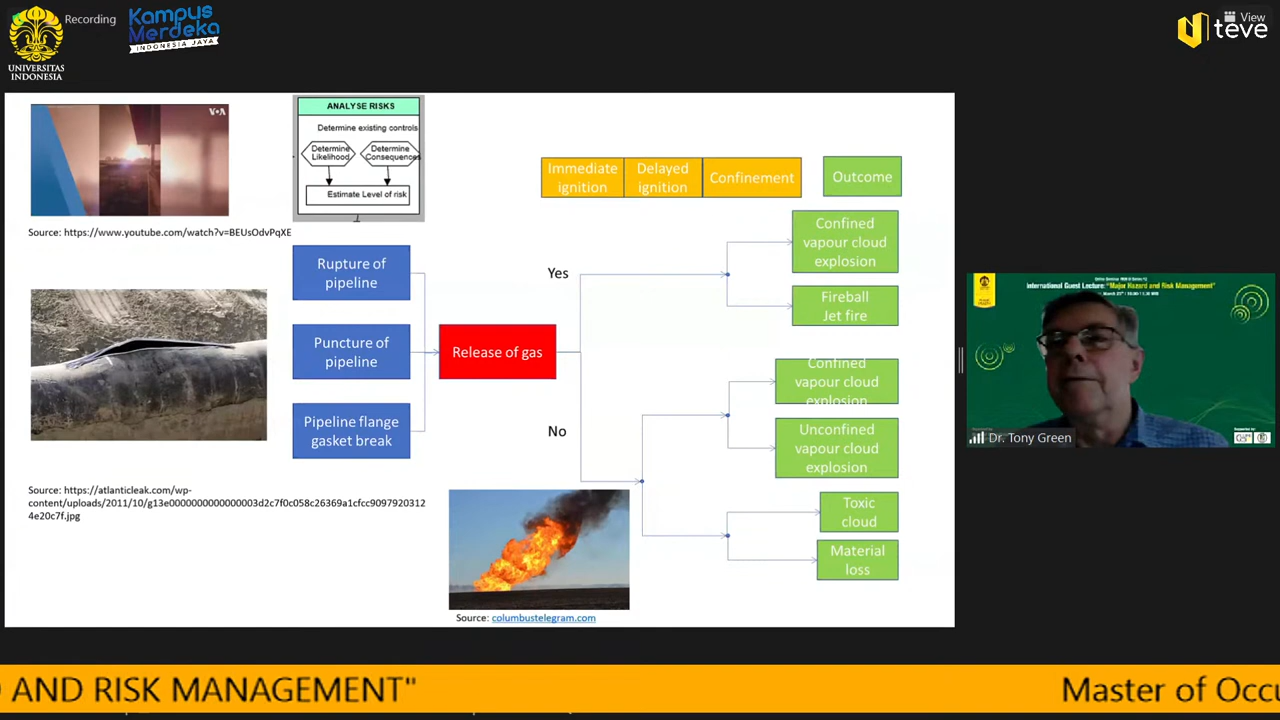 Recording
View
UNIVERSITAS
INDONESIA
Kampus
Merdeka
INDONESIA JAYA
teve
VOA
Source: https://www.youtube.com/watch?v=BEUsOdvPqXE
ANALYSE RISKS
Determine existing controls
Determine
Likelihood
Determine
Consequences
Estimate Level of risk
Immediate
ignition
Delayed
ignition
Confinement
Outcome
Rupture of
pipeline
Puncture of
pipeline
Pipeline flange
gasket break
Release of gas
Yes
No
Confined
vapour cloud
explosion
Fireball
Jet fire
Confined
vapour cloud
explosion
Unconfined
vapour cloud
explosion
Toxic
cloud
Material
loss
Source: https://atlanticleak.com/wp-
content/uploads/2011/10/g13e0000000000000003d2c7f0c058c26369a1cfcc9097920312
4e20c7f.jpg
Source: columbustelegram.com
International Guest Lecture: "Major Hazard and Risk Management"
Dr. Tony Green
AND RISK MANAGEMENT"
Master of Occu